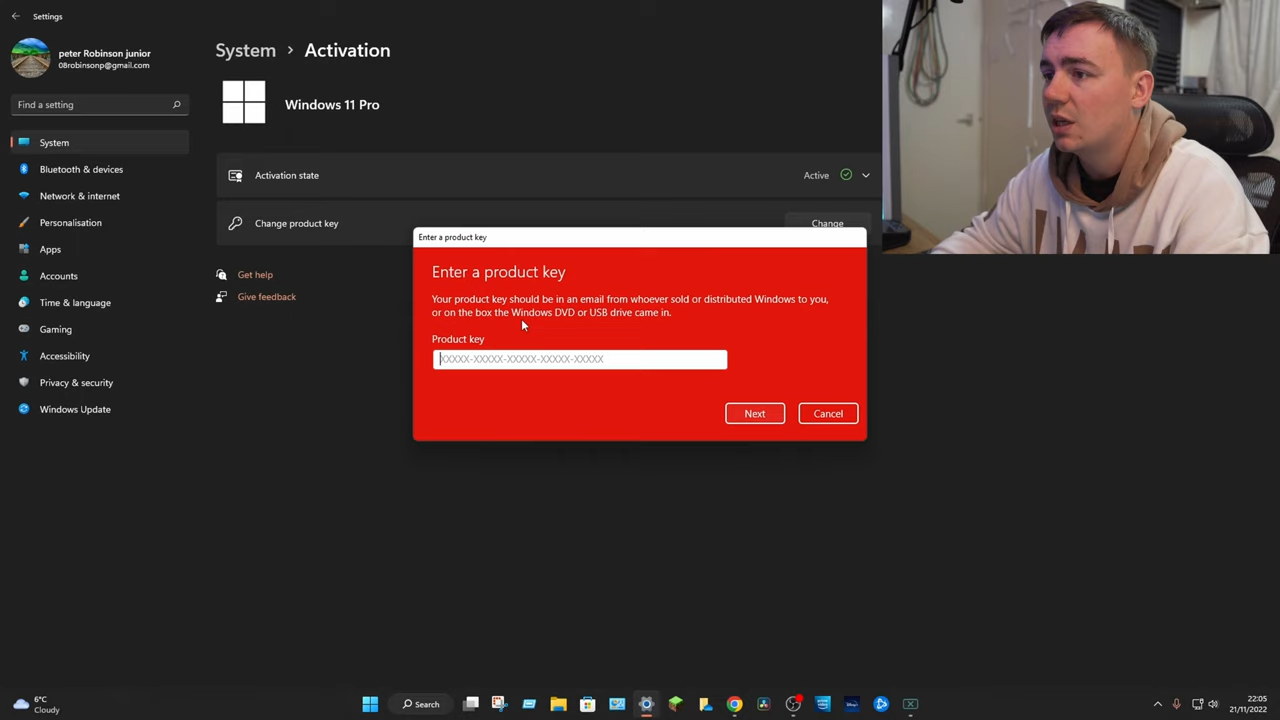 Settings
peter Robinson junior
08robinsonp@gmail.com
Find a setting
System
Bluetooth & devices
Network & internet
Personalisation
Apps
Accounts
Time & language
Gaming
Accessibility
Privacy & security
Windows Update
System > Activation
Windows 11 Pro
Activation state
Active
Change product key
Change
Get help
Give feedback
Enter a product key
Enter a product key
Your product key should be in an email from whoever sold or distributed Windows to you,
or on the box the Windows DVD or USB drive came in.
Product key
XXXXX-XXXXX-XXXXX-XXXXX-XXXXX
Next
Cancel
6°C
Cloudy
Search
22:05
21/11/2022